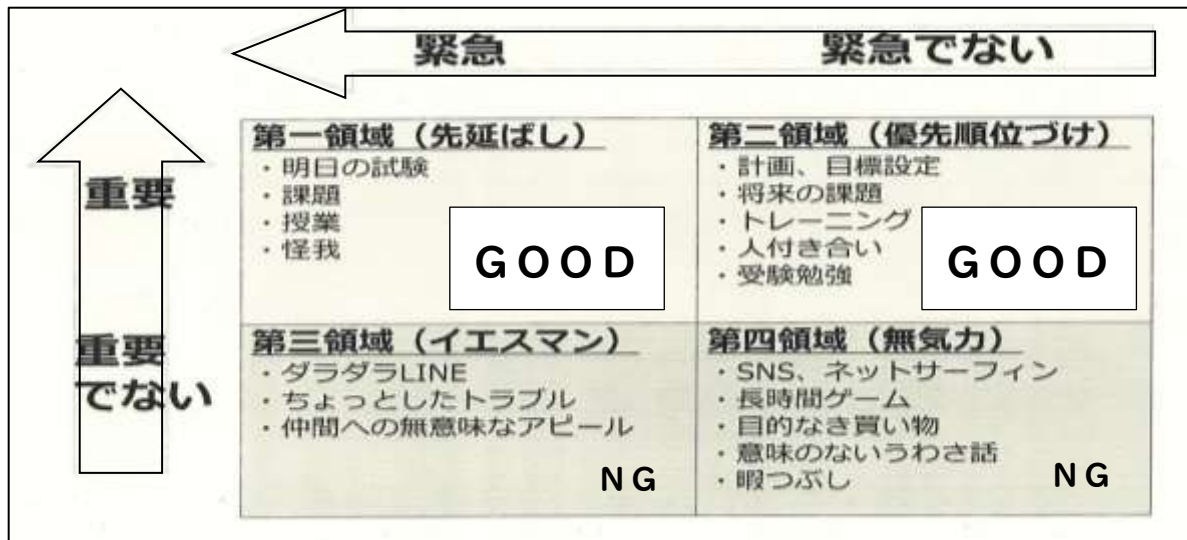 緊急 緊急でない
重要
重要
でない
第一領域（先延ばし）
・明日の試験
・課題
・授業
・怪我
ＧＯＯＤ
第二領域（優先順位づけ）
・計画、目標設定
・将来の課題
・トレーニング
・人付き合い
・受験勉強
ＧＯＯＤ
第三領域（イエスマン）
・ダラダラLINE
・ちょっとしたトラブル
・仲間への無意味なアピール
ＮＧ
第四領域（無気力）
・SNS、ネットサーフィン
・長時間ゲーム
・目的なき買い物
・意味のないうわさ話
・暇つぶし
ＮＧ